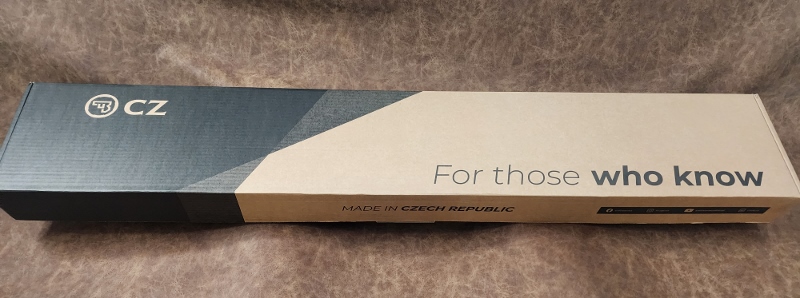 CZ
For those who know
MADE IN CZECH REPUBLIC